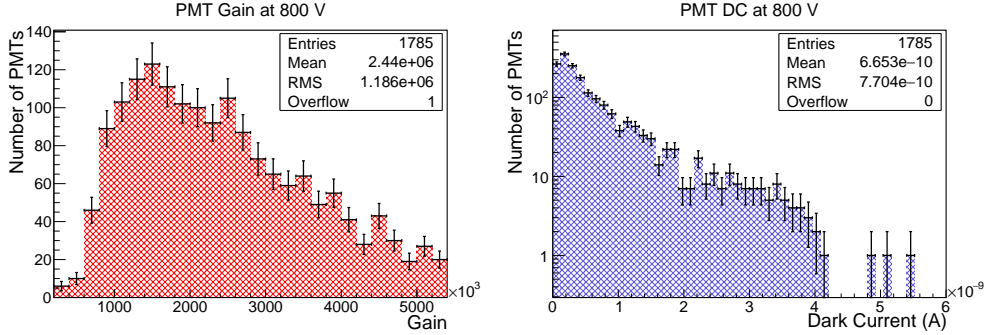 PMT Gain at 800 V
Number of PMTs
140
120
100
80
60
40
20
0
Entries 1785
Mean 2.44e+06
RMS 1.186e+06
Overflow 1
1000 2000 3000 4000 5000
×10³
Gain
PMT DC at 800 V
Number of PMTs
10²
10
1
Entries 1785
Mean 6.653e−10
RMS 7.704e−10
Overflow 0
0 1 2 3 4 5 6
×10⁻⁹
Dark Current (A)